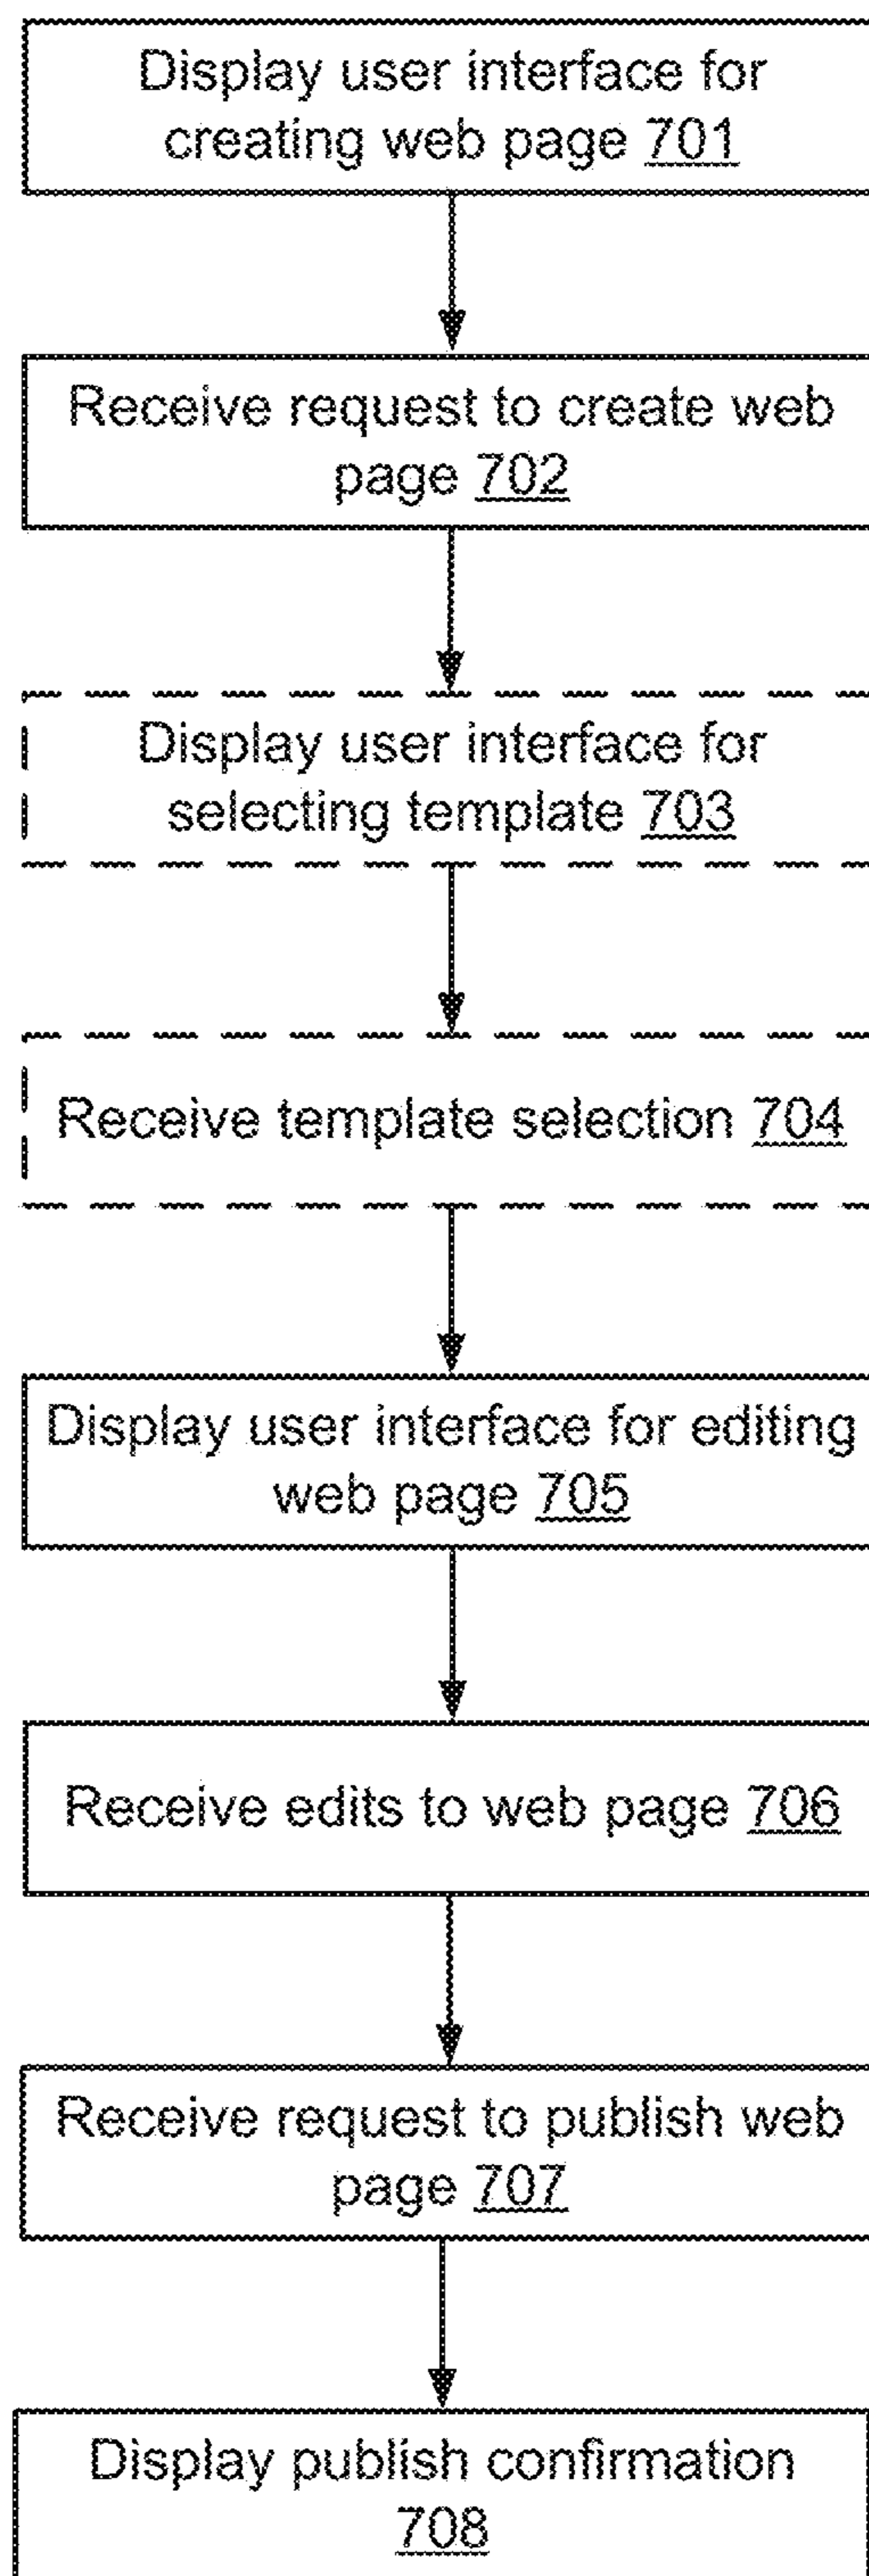 Display user interface for
creating web page 701
Receive request to create web
page 702
Display user interface for
selecting template 703
Receive template selection 704
Display user interface for editing
web page 705
Receive edits to web page 706
Receive request to publish web
page 707
Display publish confirmation
708